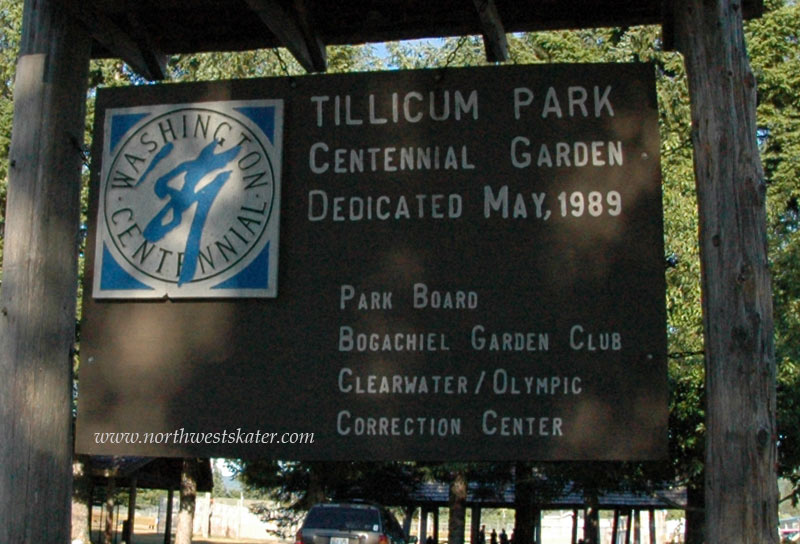 TILLICUM PARK
CENTENNIAL GARDEN
DEDICATED MAY, 1989
WASHINGTON
CENTENNIAL
89
PARK BOARD
BOGACHIEL GARDEN CLUB
CLEARWATER/OLYMPIC
CORRECTION CENTER
www.northwestskater.com